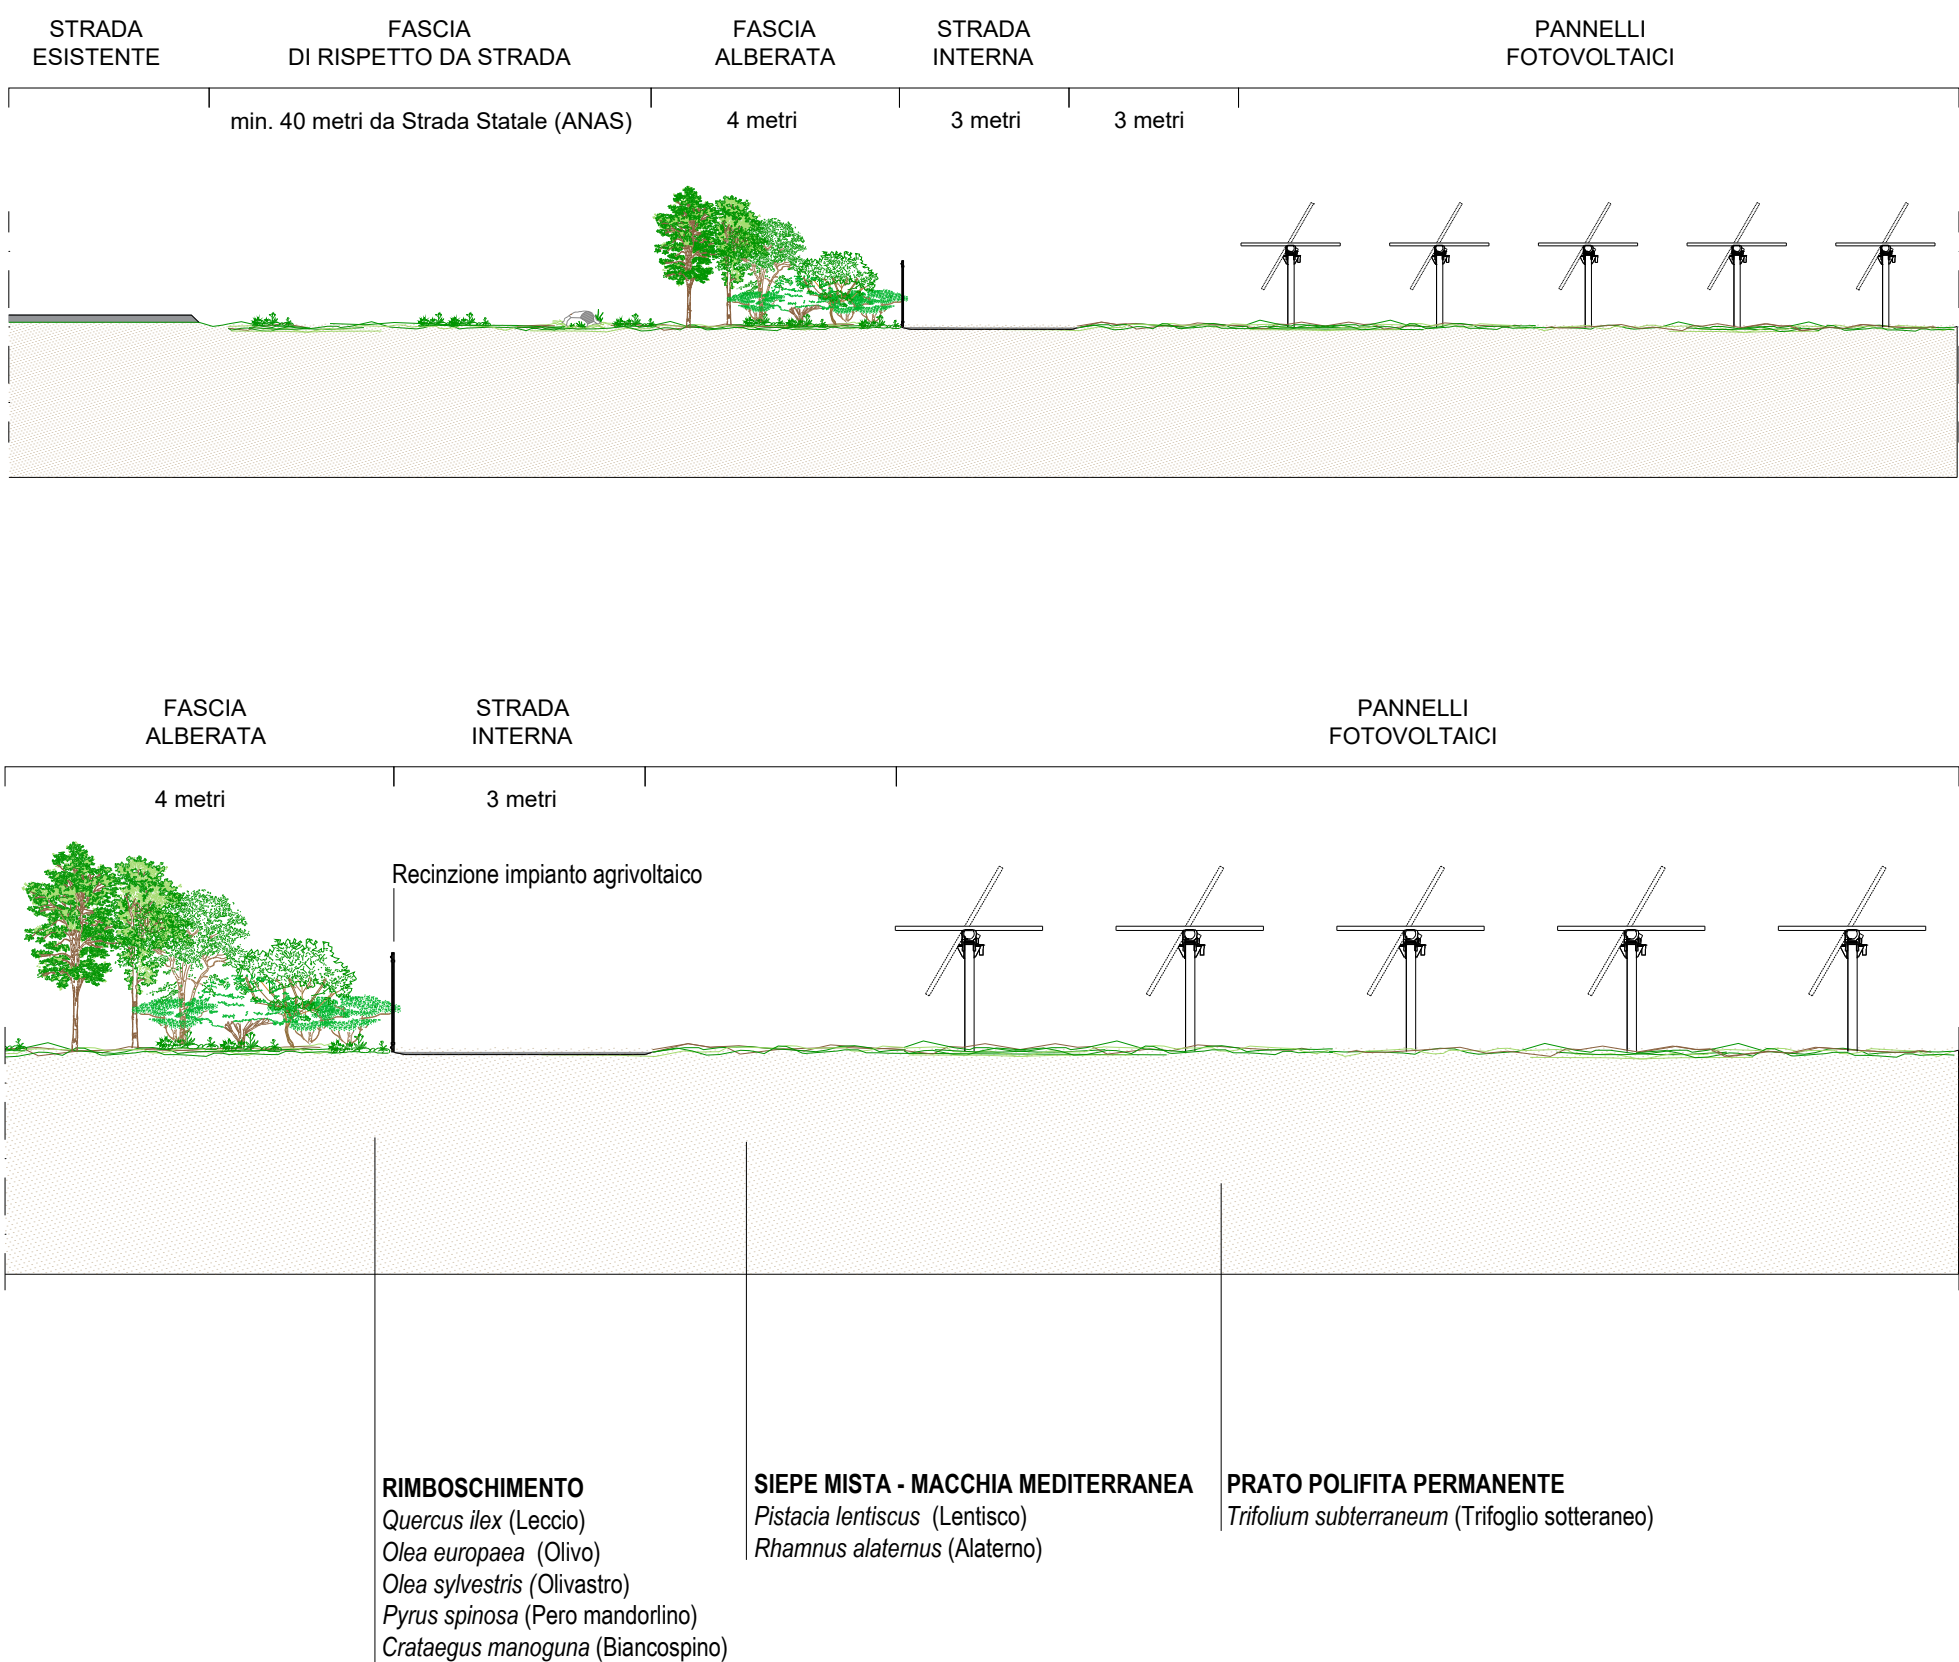 STRADA
ESISTENTE
FASCIA
DI RISPETTO DA STRADA
FASCIA
ALBERATA
STRADA
INTERNA
PANNELLI
FOTOVOLTAICI
min. 40 metri da Strada Statale (ANAS)
4 metri
3 metri
3 metri
FASCIA
ALBERATA
STRADA
INTERNA
PANNELLI
FOTOVOLTAICI
4 metri
3 metri
Recinzione impianto agrivoltaico
RIMBOSCHIMENTO
Quercus ilex (Leccio)
Olea europaea (Olivo)
Olea sylvestris (Olivastro)
Pyrus spinosa (Pero mandorlino)
Crataegus manoguna (Biancospino)
SIEPE MISTA - MACCHIA MEDITERRANEA
Pistacia lentiscus (Lentisco)
Rhamnus alaternus (Alaterno)
PRATO POLIFITA PERMANENTE
Trifolium subterraneum (Trifoglio sotteraneo)